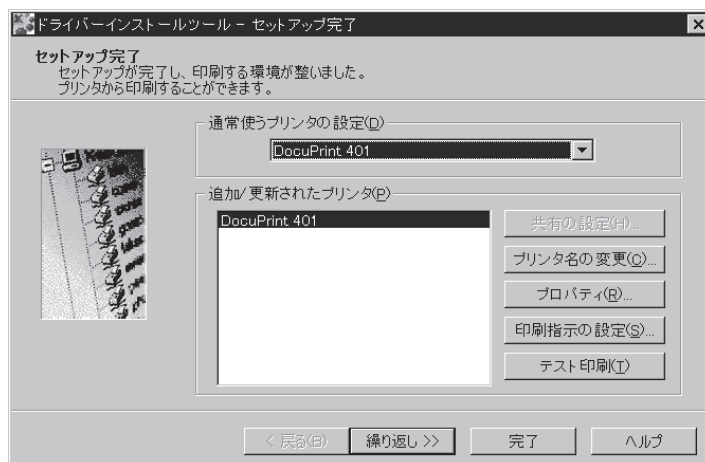 ドライバーインストールツール - セットアップ完了
セットアップ完了
セットアップが完了し、印刷する環境が整いました。
プリンタから印刷することができます。
通常使うプリンタの設定(D)
DocuPrint 401
追加/更新されたプリンタ(P)
DocuPrint 401
共有の設定(H)...
プリンタ名の変更(C)...
プロパティ(R)...
印刷指示の設定(S)...
テスト印刷(T)
< 戻る(B)
繰り返し >>
完了
ヘルプ